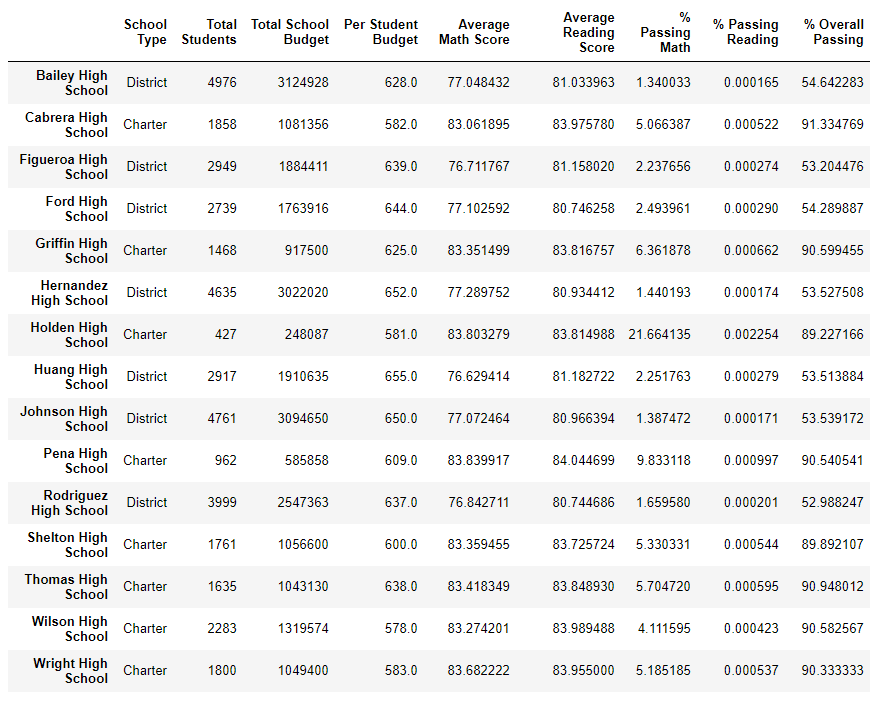 School Type Total Students Total School Budget Per Student Budget Average Math Score Average Reading Score % Passing Math % Passing Reading % Overall Passing
Bailey High School District 4976 3124928 628.0 77.048432 81.033963 1.340033 0.000165 54.642283
Cabrera High School Charter 1858 1081356 582.0 83.061895 83.975780 5.066387 0.000522 91.334769
Figueroa High School District 2949 1884411 639.0 76.711767 81.158020 2.237656 0.000274 53.204476
Ford High School District 2739 1763916 644.0 77.102592 80.746258 2.493961 0.000290 54.289887
Griffin High School Charter 1468 917500 625.0 83.351499 83.816757 6.361878 0.000662 90.599455
Hernandez High School District 4635 3022020 652.0 77.289752 80.934412 1.440193 0.000174 53.527508
Holden High School Charter 427 248087 581.0 83.803279 83.814988 21.664135 0.002254 89.227166
Huang High School District 2917 1910635 655.0 76.629414 81.182722 2.251763 0.000279 53.513884
Johnson High School District 4761 3094650 650.0 77.072464 80.966394 1.387472 0.000171 53.539172
Pena High School Charter 962 585858 609.0 83.839917 84.044699 9.833118 0.000997 90.540541
Rodriguez High School District 3999 2547363 637.0 76.842711 80.744686 1.659580 0.000201 52.988247
Shelton High School Charter 1761 1056600 600.0 83.359455 83.725724 5.330331 0.000544 89.892107
Thomas High School Charter 1635 1043130 638.0 83.418349 83.848930 5.704720 0.000595 90.948012
Wilson High School Charter 2283 1319574 578.0 83.274201 83.989488 4.111595 0.000423 90.582567
Wright High School Charter 1800 1049400 583.0 83.682222 83.955000 5.185185 0.000537 90.333333